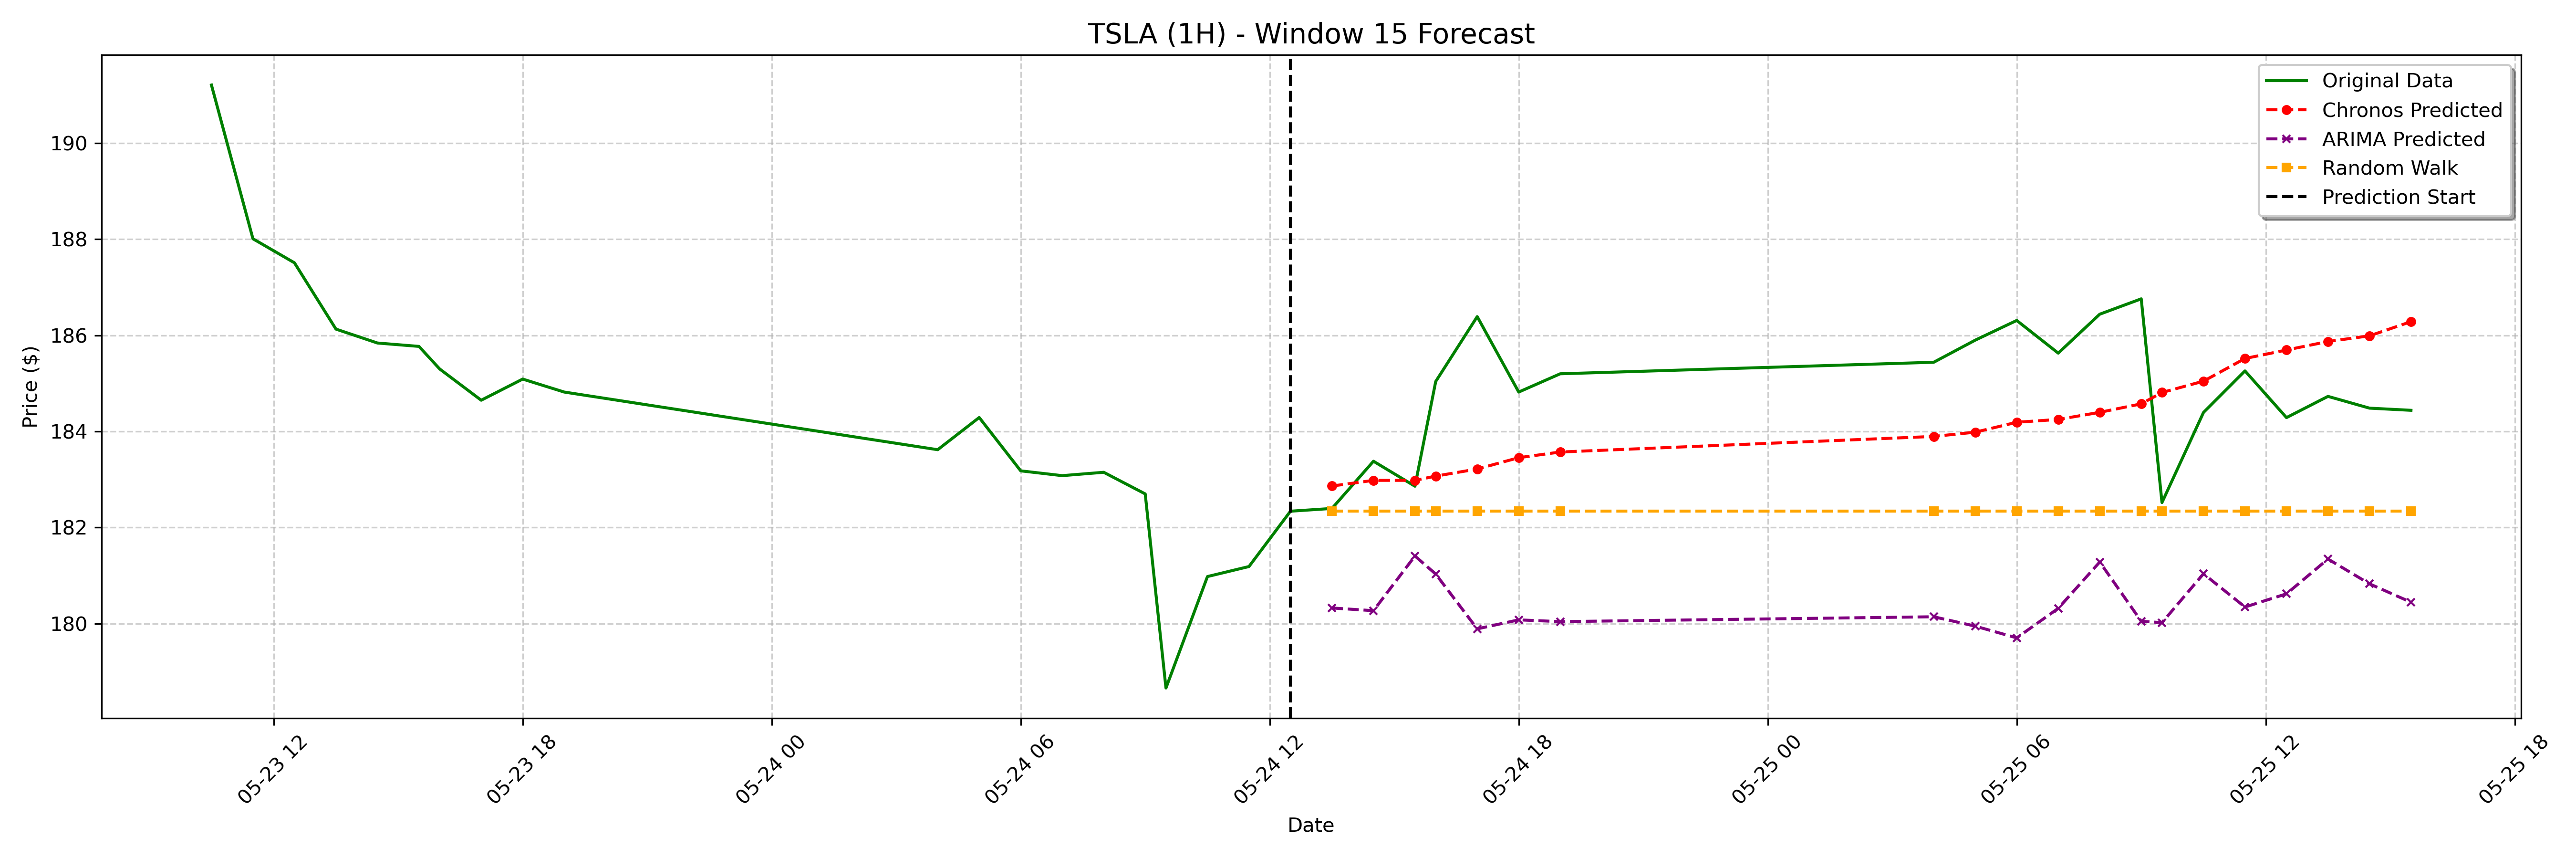 TSLA (1H) - Window 15 Forecast
Original Data
Chronos Predicted
ARIMA Predicted
Random Walk
Prediction Start
Price ($)
190
188
186
184
182
180
05-23 12
05-23 18
05-24 00
05-24 06
05-24 12
05-24 18
05-25 00
05-25 06
05-25 12
05-25 18
Date